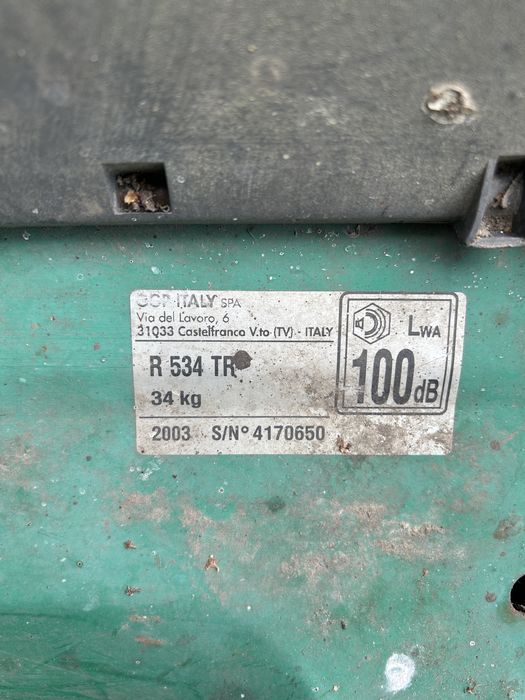 GGP ITALY SPA
Via del Lavoro, 6
31033 Castelfranco V.to (TV) - ITALY
R 534 TR
34 kg
2003 S/N° 4170650
LWA
100dB